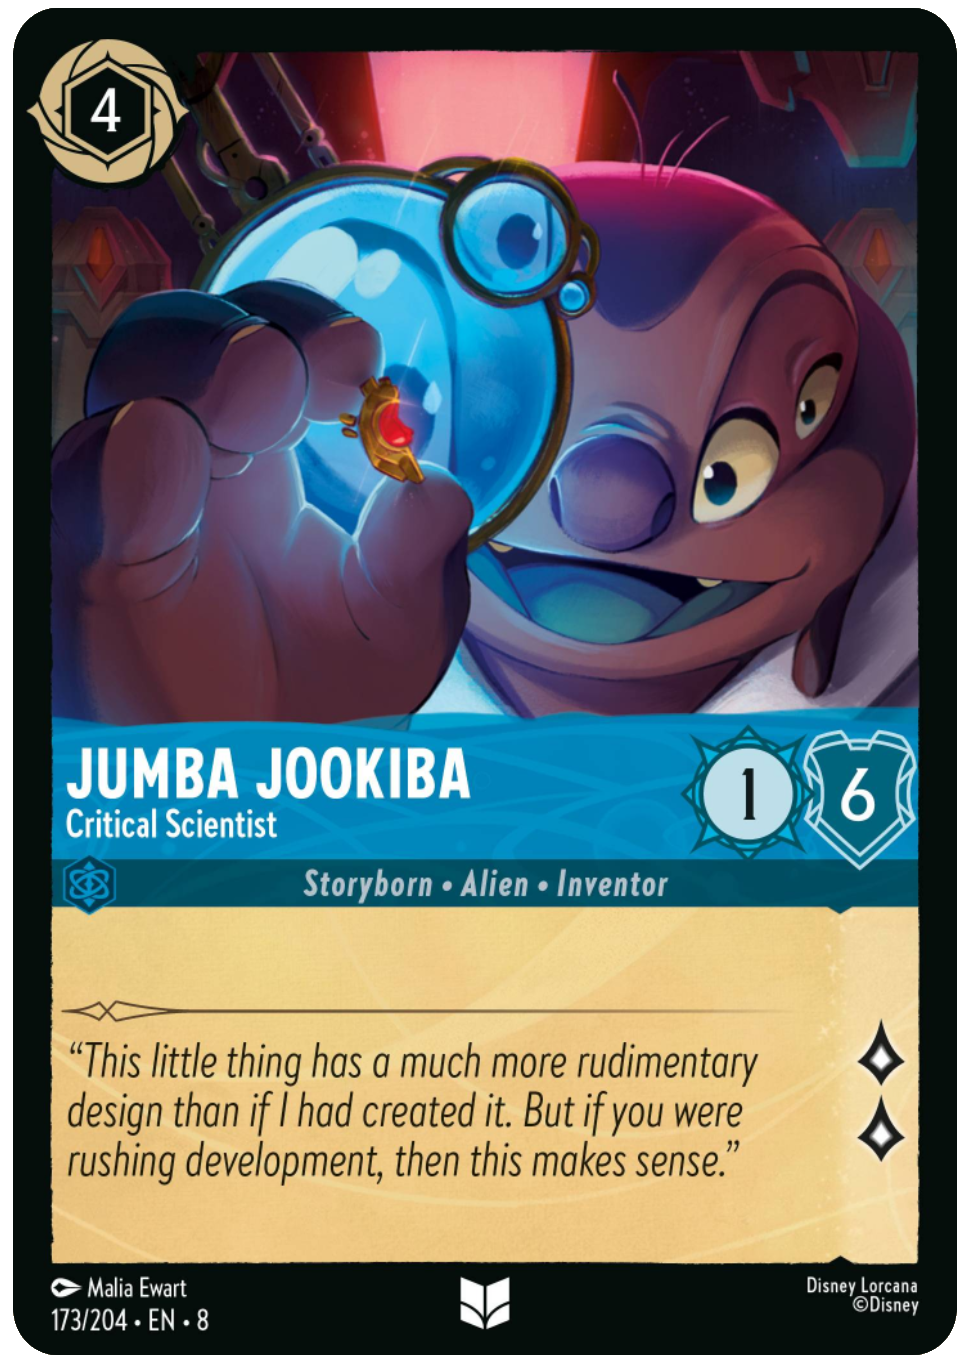 4
JUMBA JOOKIBA
Critical Scientist
1
6
Storyborn • Alien • Inventor
“This little thing has a much more rudimentary
design than if I had created it. But if you were
rushing development, then this makes sense.”
Malia Ewart
173/204 • EN • 8
Disney Lorcana
©Disney